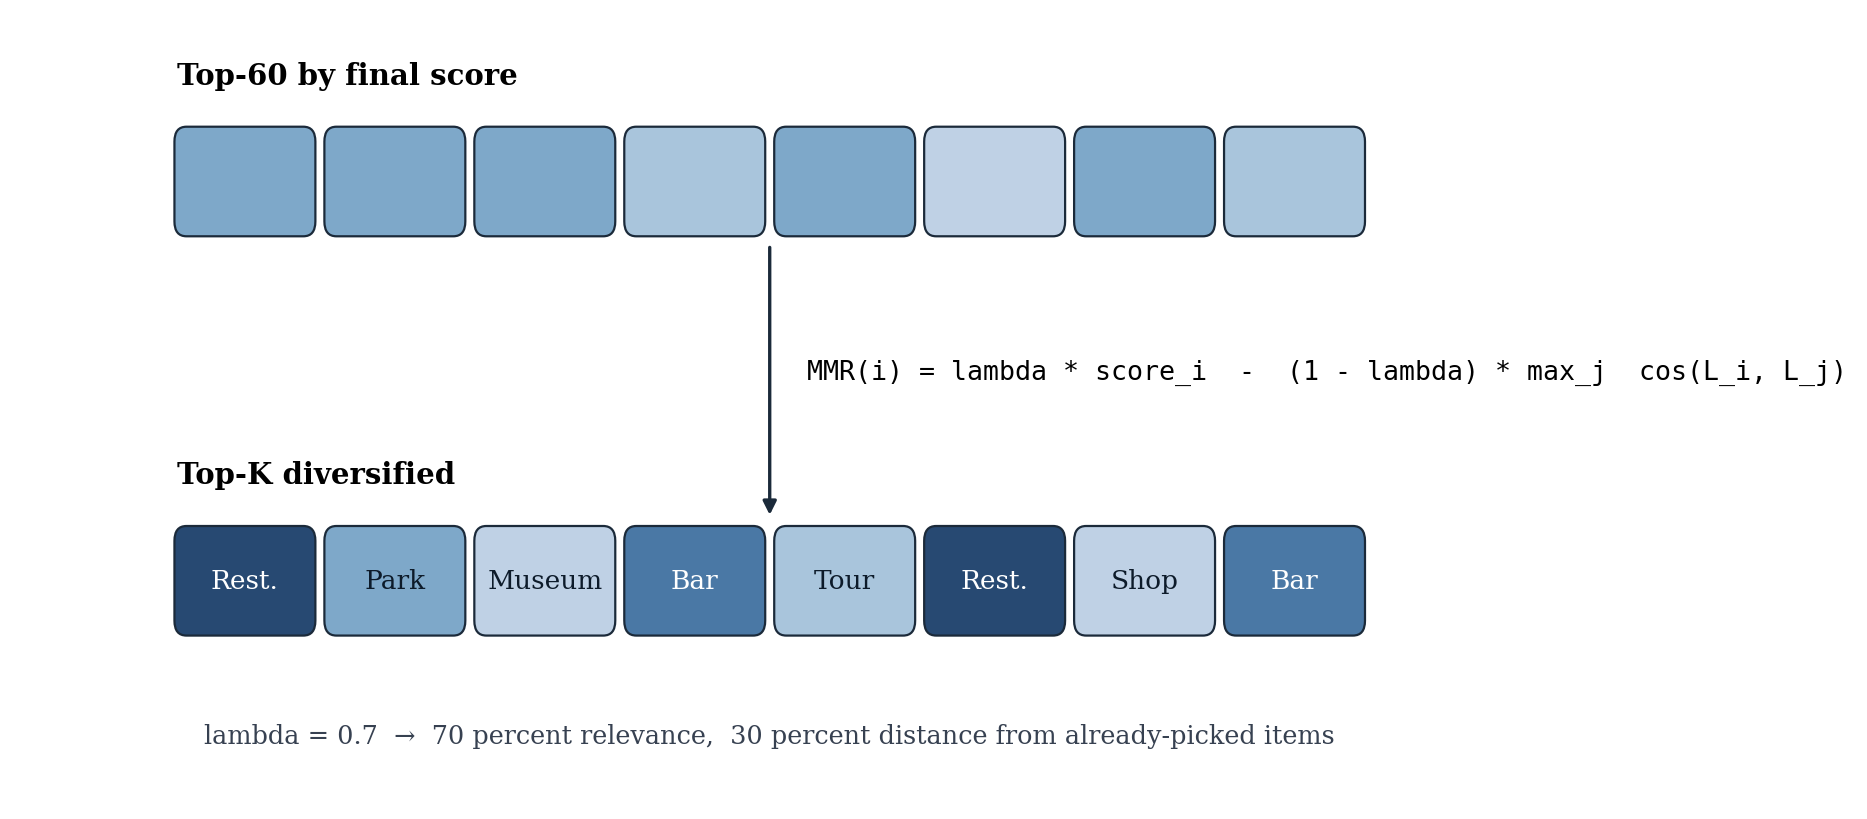 Top-60 by final score
MMR(i) = lambda * score_i  -  (1 - lambda) * max_j  cos(L_i, L_j)
Top-K diversified
Rest. Park Museum Bar Tour Rest. Shop Bar
lambda = 0.7 → 70 percent relevance, 30 percent distance from already-picked items